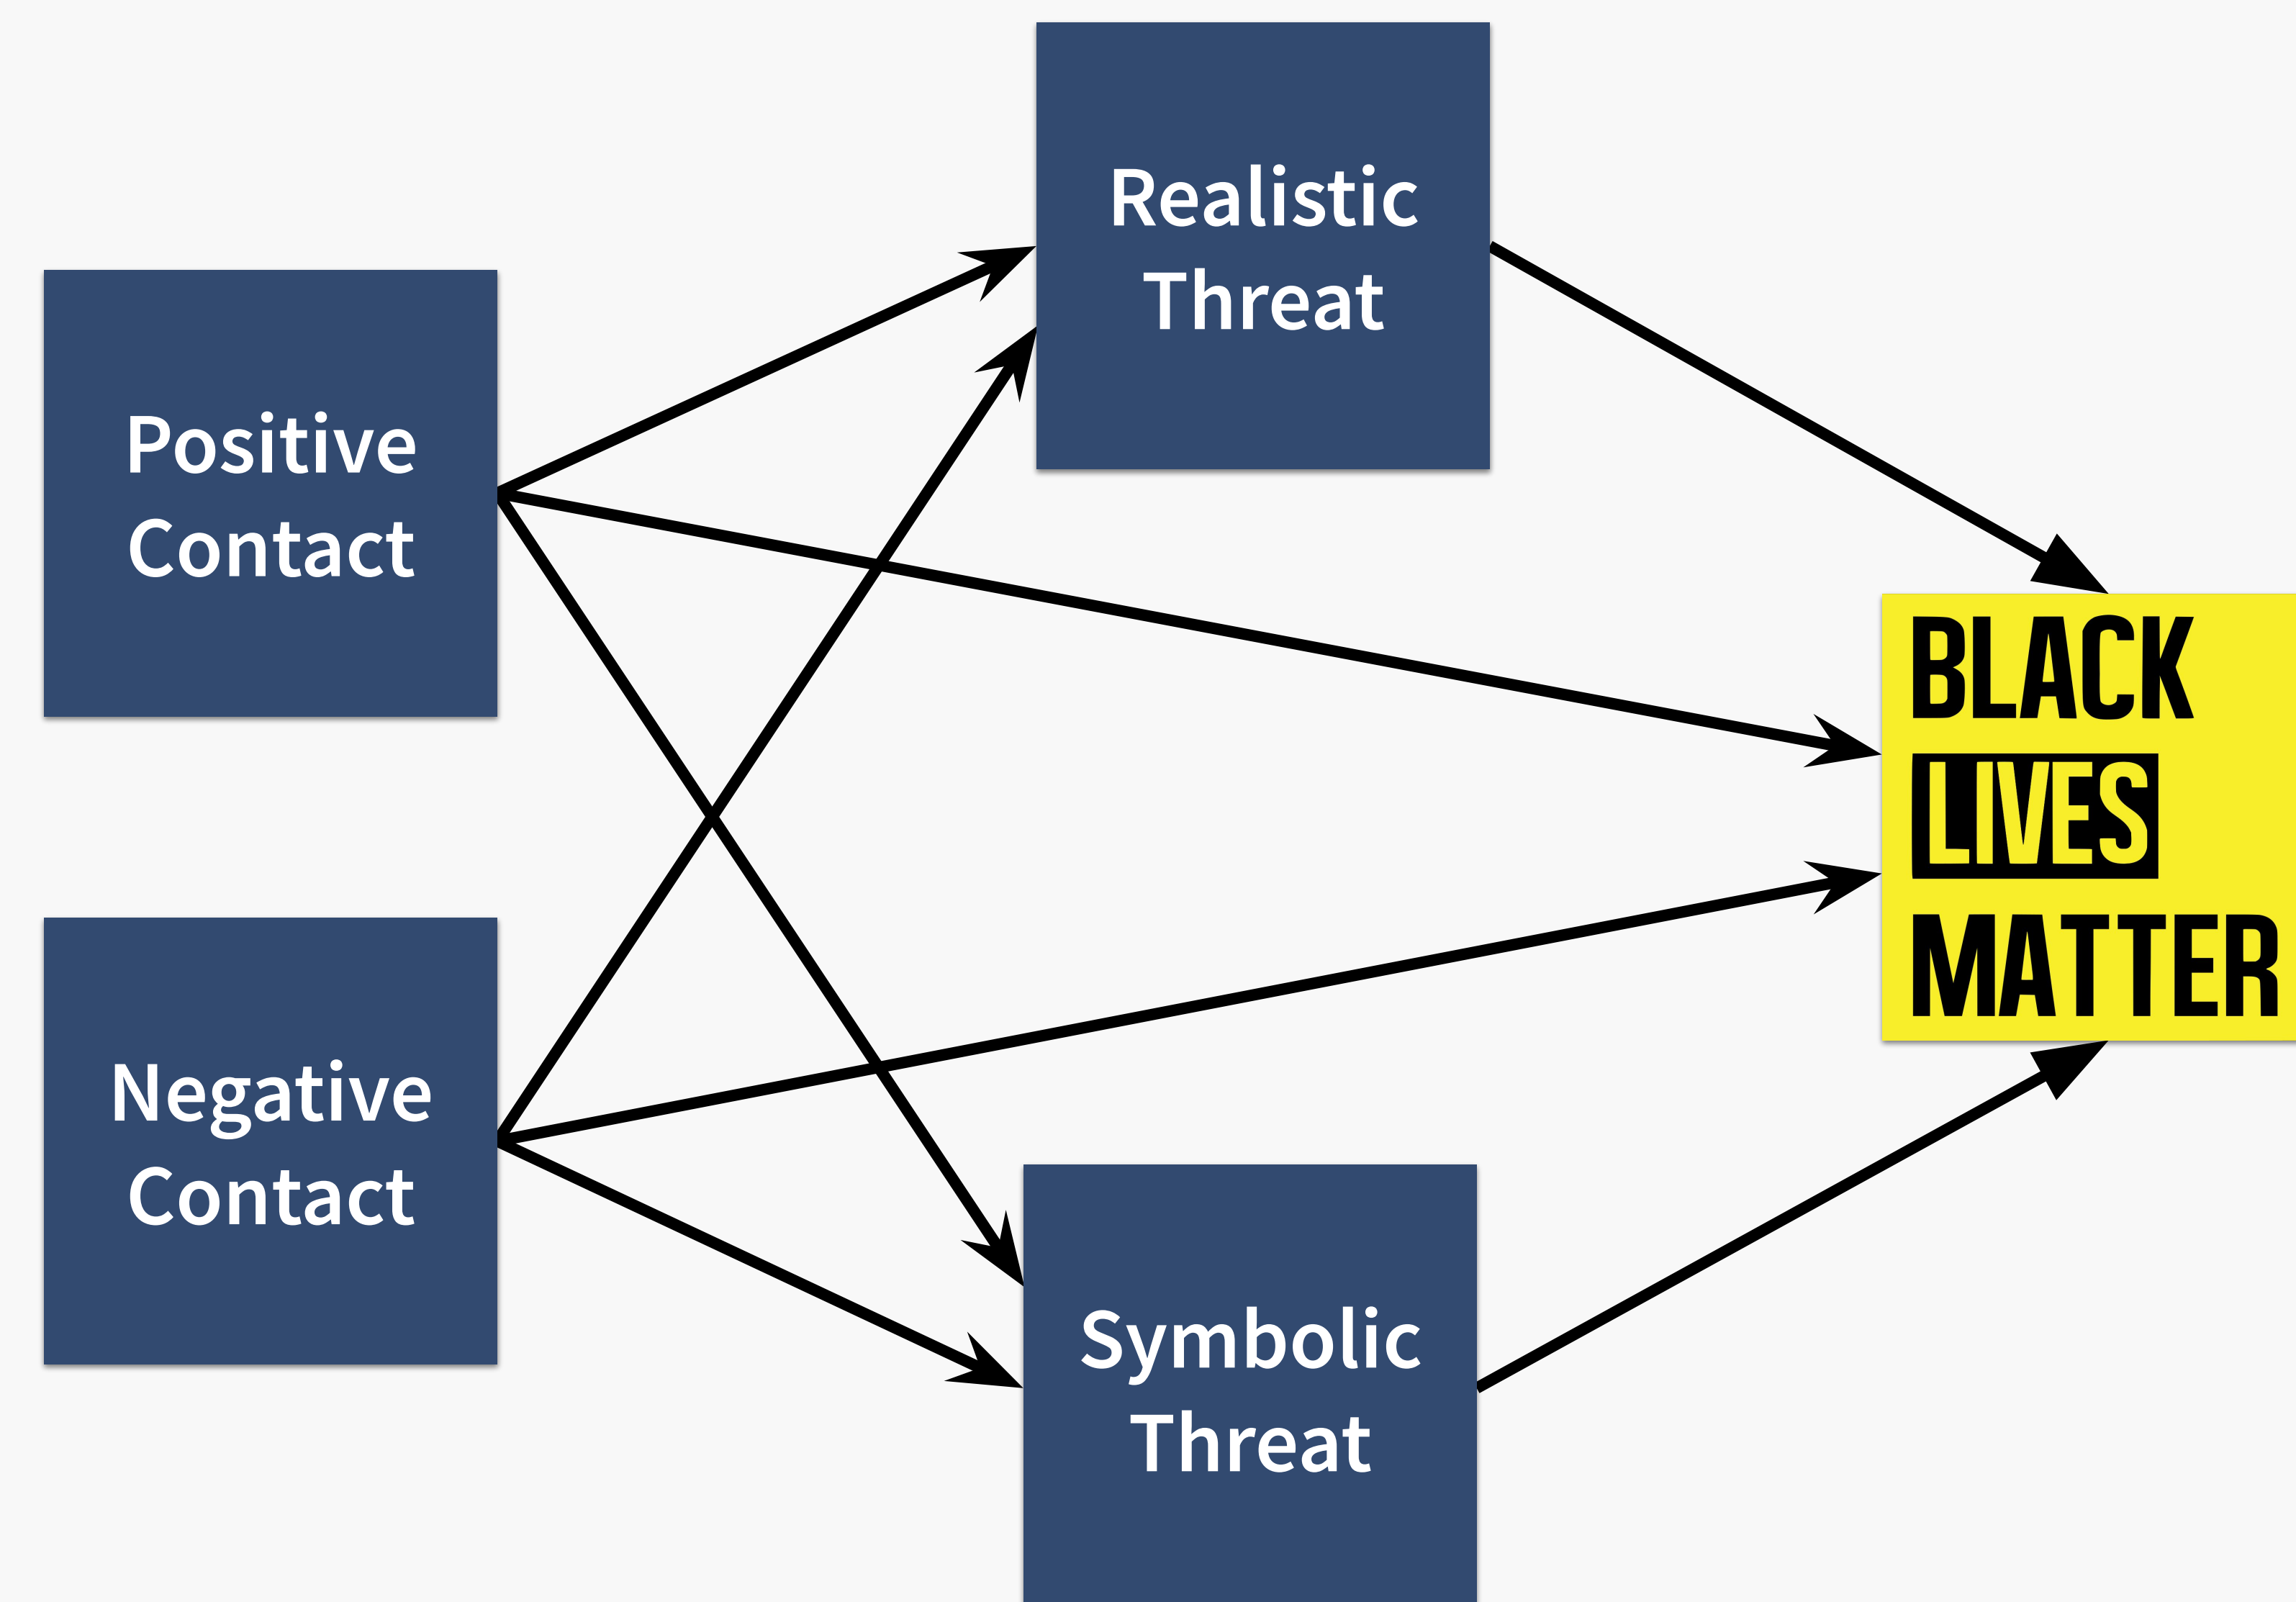 Realistic
Threat
Positive
Contact
BLACK
LIVES
MATTER
Negative
Contact
Symbolic
Threat